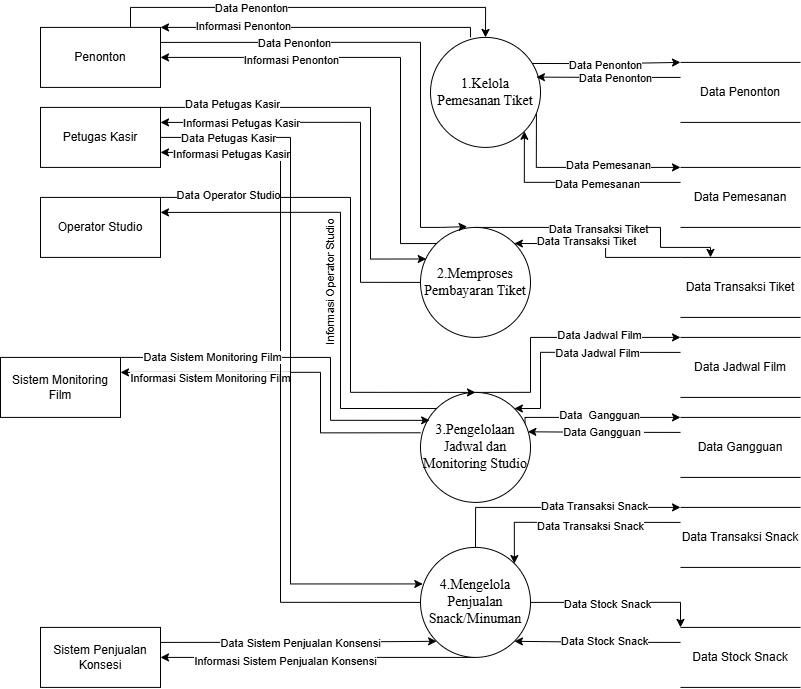 Data Penonton
Informasi Penonton
Data Penonton
Informasi Penonton
Penonton
1.Kelola
Pemesanan Tiket
Data Penonton
Data Penonton
Data Penonton
Data Petugas Kasir
Informasi Petugas Kasir
Data Petugas Kasir
Informasi Petugas Kasir
Petugas Kasir
Data Pemesanan
Data Pemesanan
Data Pemesanan
Data Operator Studio
Operator Studio
Informasi Operator Studio
Data Transaksi Tiket
Data Transaksi Tiket
2.Memproses
Pembayaran Tiket
Data Transaksi Tiket
Data Jadwal Film
Data Jadwal Film
Data Jadwal Film
Data Sistem Monitoring Film
Informasi Sistem Monitoring Film
Sistem Monitoring
Film
3.Pengelolaan
Jadwal dan
Monitoring Studio
Data  Gangguan
Data Gangguan
Data Gangguan
Data Transaksi Snack
Data Transaksi Snack
Data Transaksi Snack
4.Mengelola
Penjualan
Snack/Minuman
Data Stock Snack
Data Stock Snack
Data Stock Snack
Sistem Penjualan
Konsesi
Data Sistem Penjualan Konsensi
Informasi Sistem Penjualan Konsensi